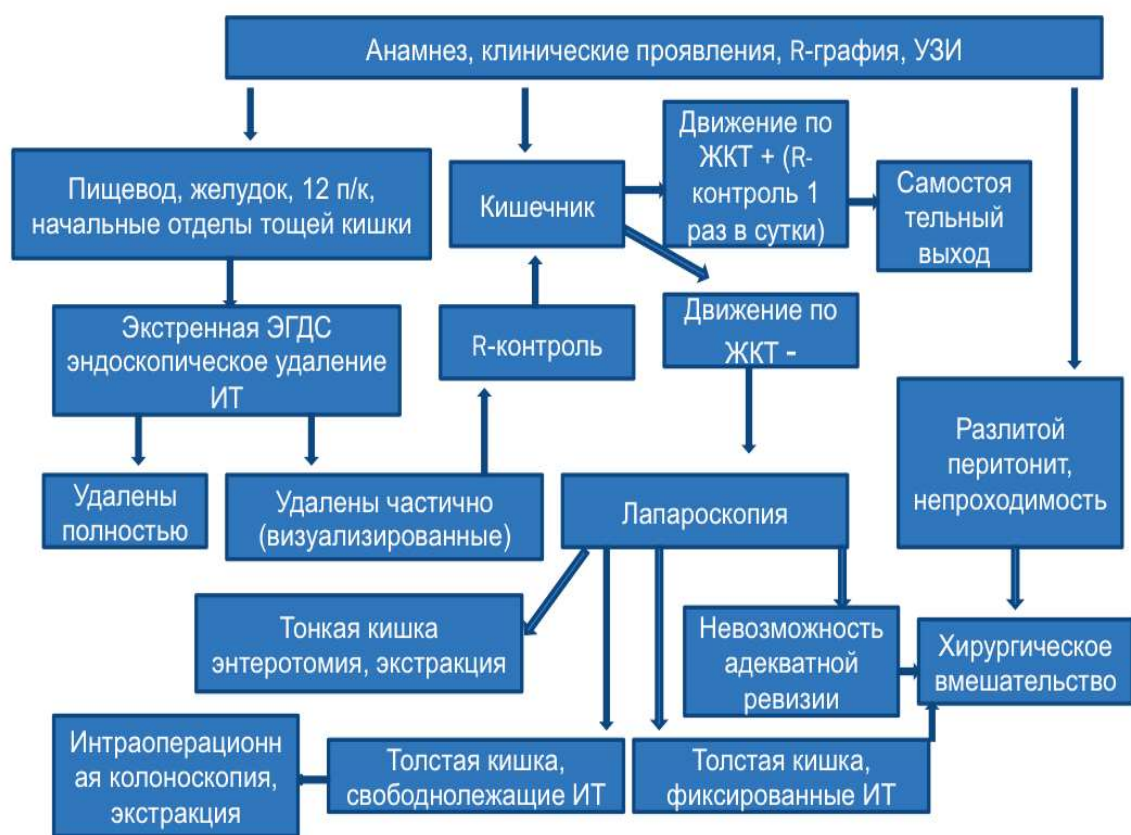 Анамнез, клинические проявления, R-графия, УЗИ
Пищевод, желудок, 12 п/к,
начальные отделы тощей кишки
Кишечник
Движение по
ЖКТ + (R-
контроль 1
раз в сутки)
Самостоя
тельный
выход
Экстренная ЭГДС
эндоскопическое удаление
ИТ
R-контроль
Движение по
ЖКТ -
Разлитой
перитонит,
непроходимость
Удалены
полностью
Удалены частично
(визуализированные)
Лапароскопия
Тонкая кишка
энтеротомия, экстракция
Невозможность
адекватной
ревизии
Хирургическое
вмешательство
Интраоперационн
ая колоноскопия,
экстракция
Толстая кишка,
свободнолежащие ИТ
Толстая кишка,
фиксированные ИТ